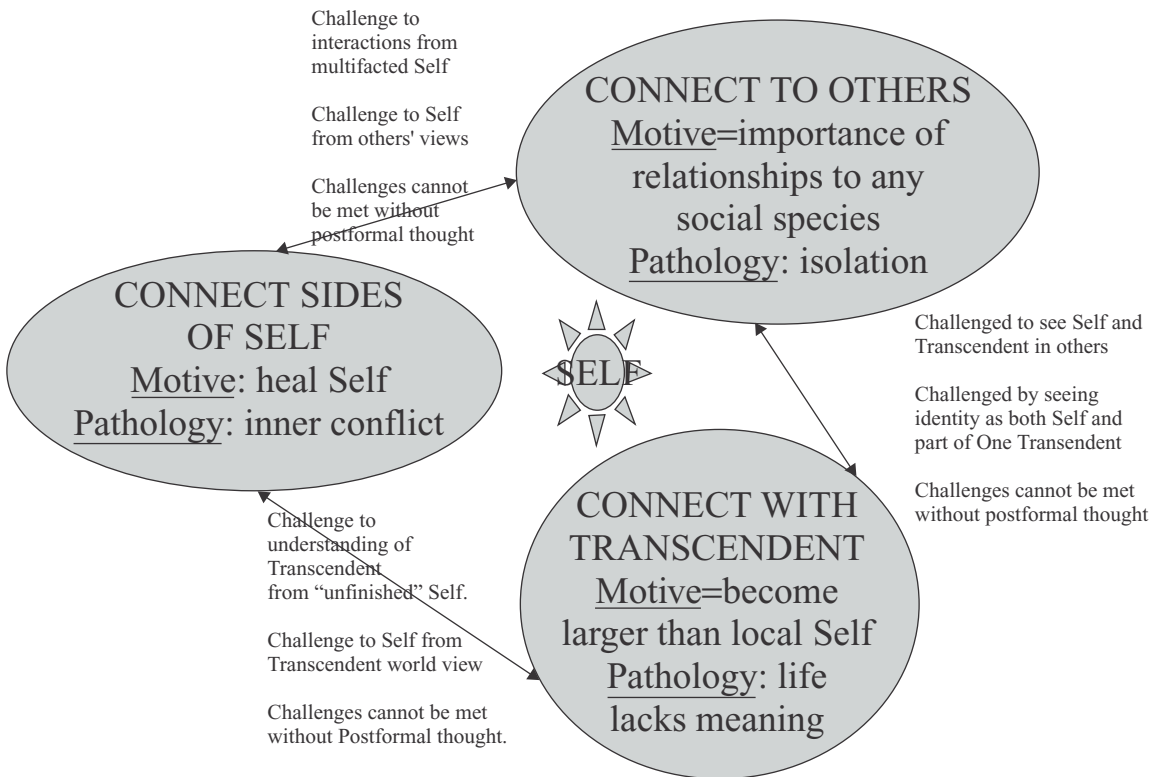 Challenge to
interactions from
multifacted Self
Challenge to Self
from others' views
Challenges cannot
be met without
postformal thought
CONNECT TO OTHERS
Motive=importance of
relationships to any
social species
Pathology: isolation
CONNECT SIDES
OF SELF
Motive: heal Self
Pathology: inner conflict
SELF
Challenged to see Self and
Transcendent in others
Challenged by seeing
identity as both Self and
part of One Transendent
Challenges cannot be met
without postformal thought
CONNECT WITH
TRANSCENDENT
Motive=become
larger than local Self
Pathology: life
lacks meaning
Challenge to
understanding of
Transcendent
from “unfinished” Self.
Challenge to Self from
Transcendent world view
Challenges cannot be met
without Postformal thought.